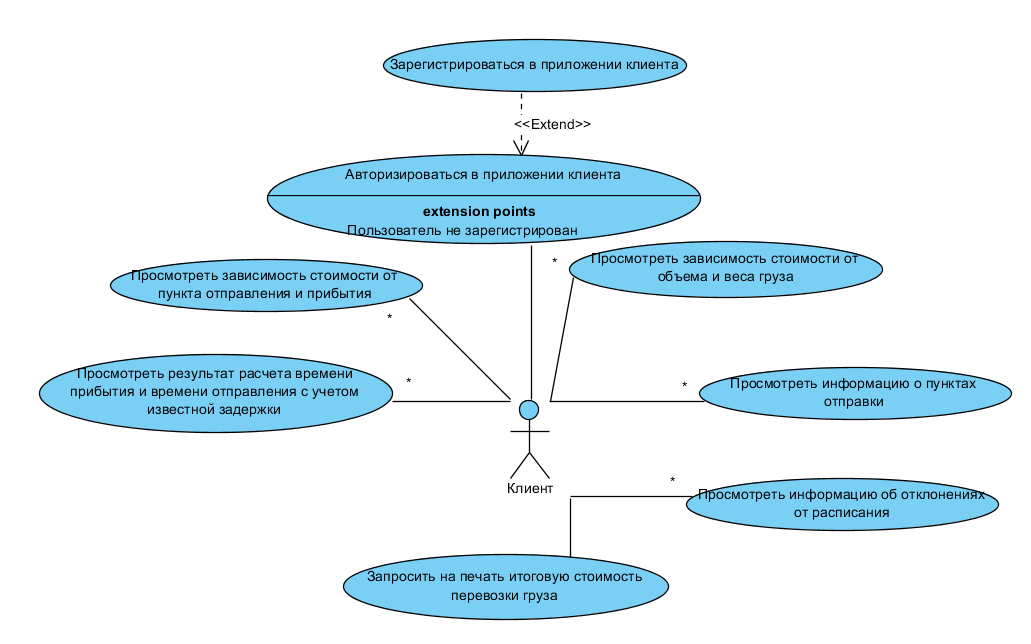 Зарегистрироваться в приложении клиента
<<Extend>>
Авторизироваться в приложении клиента
extension points
Пользователь не зарегистрирован
*
Просмотреть зависимость стоимости от
объема и веса груза
Просмотреть зависимость стоимости от
пункта отправления и прибытия
*
Просмотреть результат расчета времени
прибытия и времени отправления с учетом
известной задержки
*
*
Просмотреть информацию о пунктах
отправки
Клиент
*
Просмотреть информацию об отклонениях
от расписания
Запросить на печать итоговую стоимость
перевозки груза